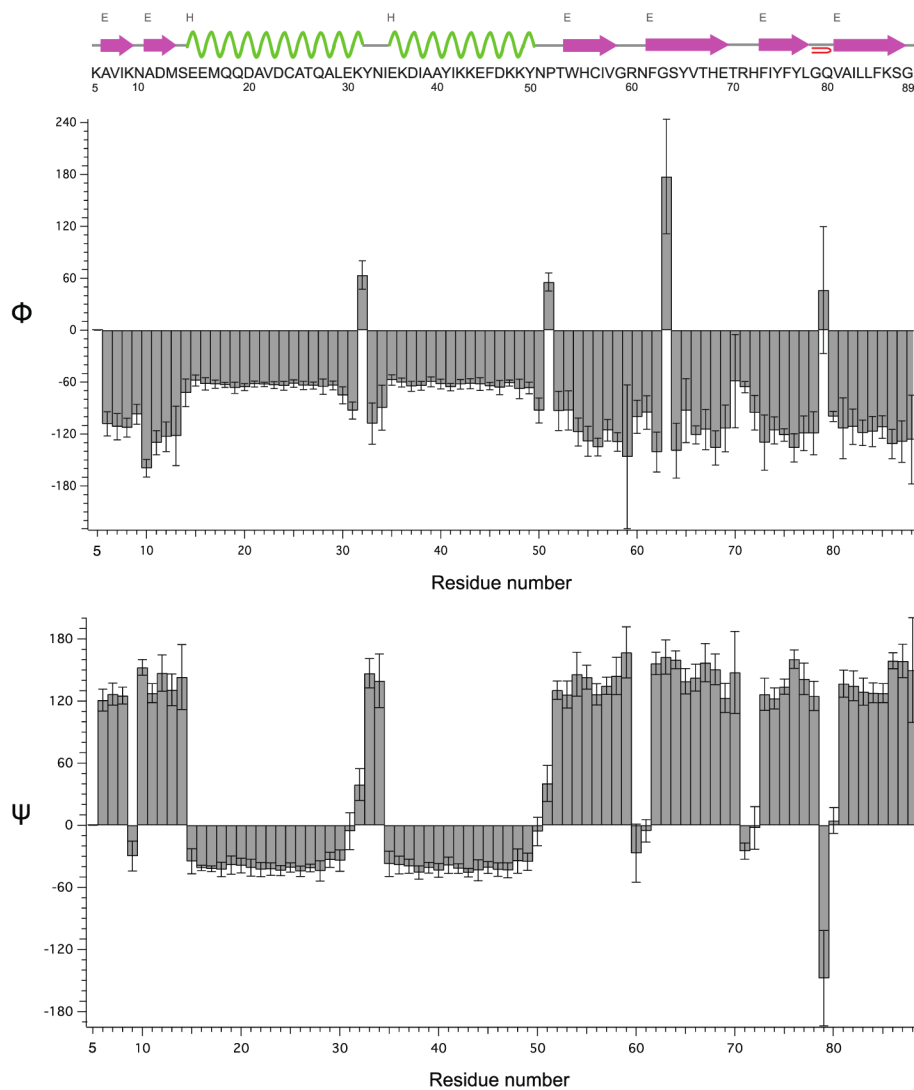 E E H H E E E E
KAVIKNADMSEEMQQDAVDCATQALEKYNIEKDIAAYIKKEFDKKYNPTWHCIVGRNFGSYVTHETRHFIYFYLGQVAILLFKSG
5 10 20 30 40 50 60 70 80 89
240
180
120
60
0
-60
-120
-180
Φ
5 10 20 30 40 50 60 70 80
Residue number
180
120
60
0
-60
-120
-180
Ψ
5 10 20 30 40 50 60 70 80
Residue number